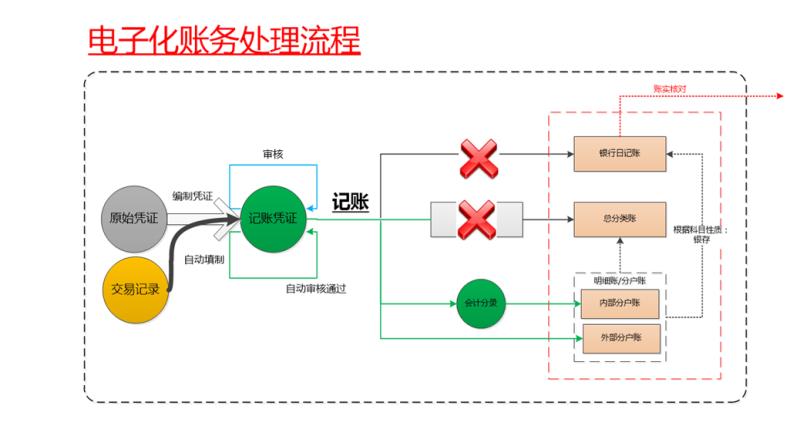 电子化账务处理流程
账实核对
审核
银行日记账
编制凭证
记账
原始凭证
记账凭证
总分类账
根据科目性质：
银存
自动填制
明细账/分户账
交易记录
自动审核通过
会计分录
内部分户账
外部分户账